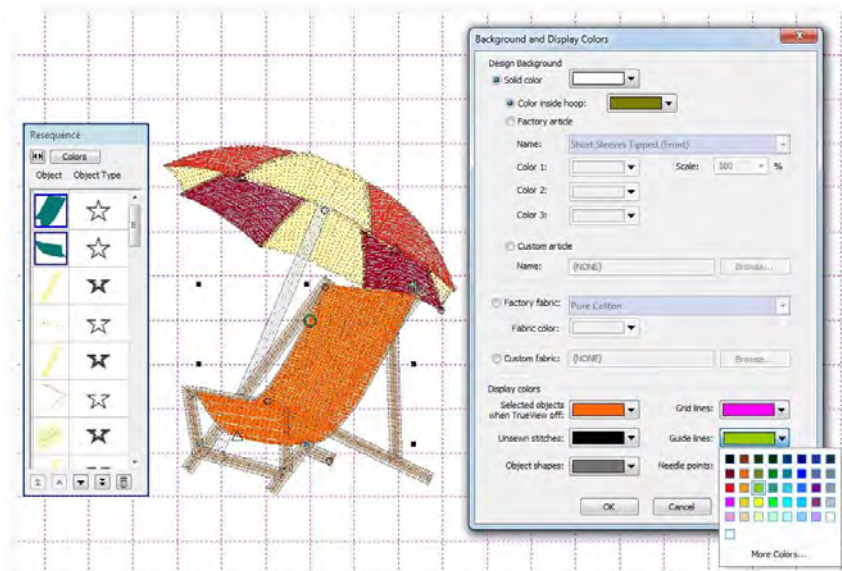 Background and Display Colors
Design Background
Solid color
Color inside hoop:
Factory article
Name: Short Sleeves Tipped (Front)
Color 1: Scale: 100 %
Color 2:
Color 3:
Custom article
Name: (NONE) Browse...
Factory fabric: Pure Cotton
Fabric color:
Custom fabric: (NONE) Browse...
Display colors
Selected objects when TrueView off: Grid lines:
Unsewn stitches: Guide lines:
Object shapes: Needle points:
OK Cancel
More Colors...
Resequence
Colors
Object Object Type